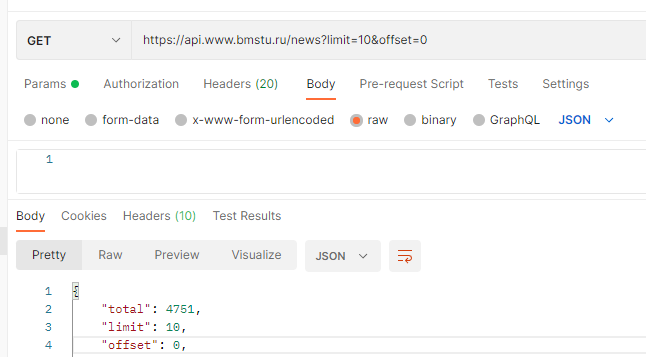 GET https://api.www.bmstu.ru/news?limit=10&offset=0
Params Authorization Headers (20) Body Pre-request Script Tests Settings
none form-data x-www-form-urlencoded raw binary GraphQL JSON
1
Body Cookies Headers (10) Test Results
Pretty Raw Preview Visualize JSON
1 {
2 "total": 4751,
3 "limit": 10,
4 "offset": 0,